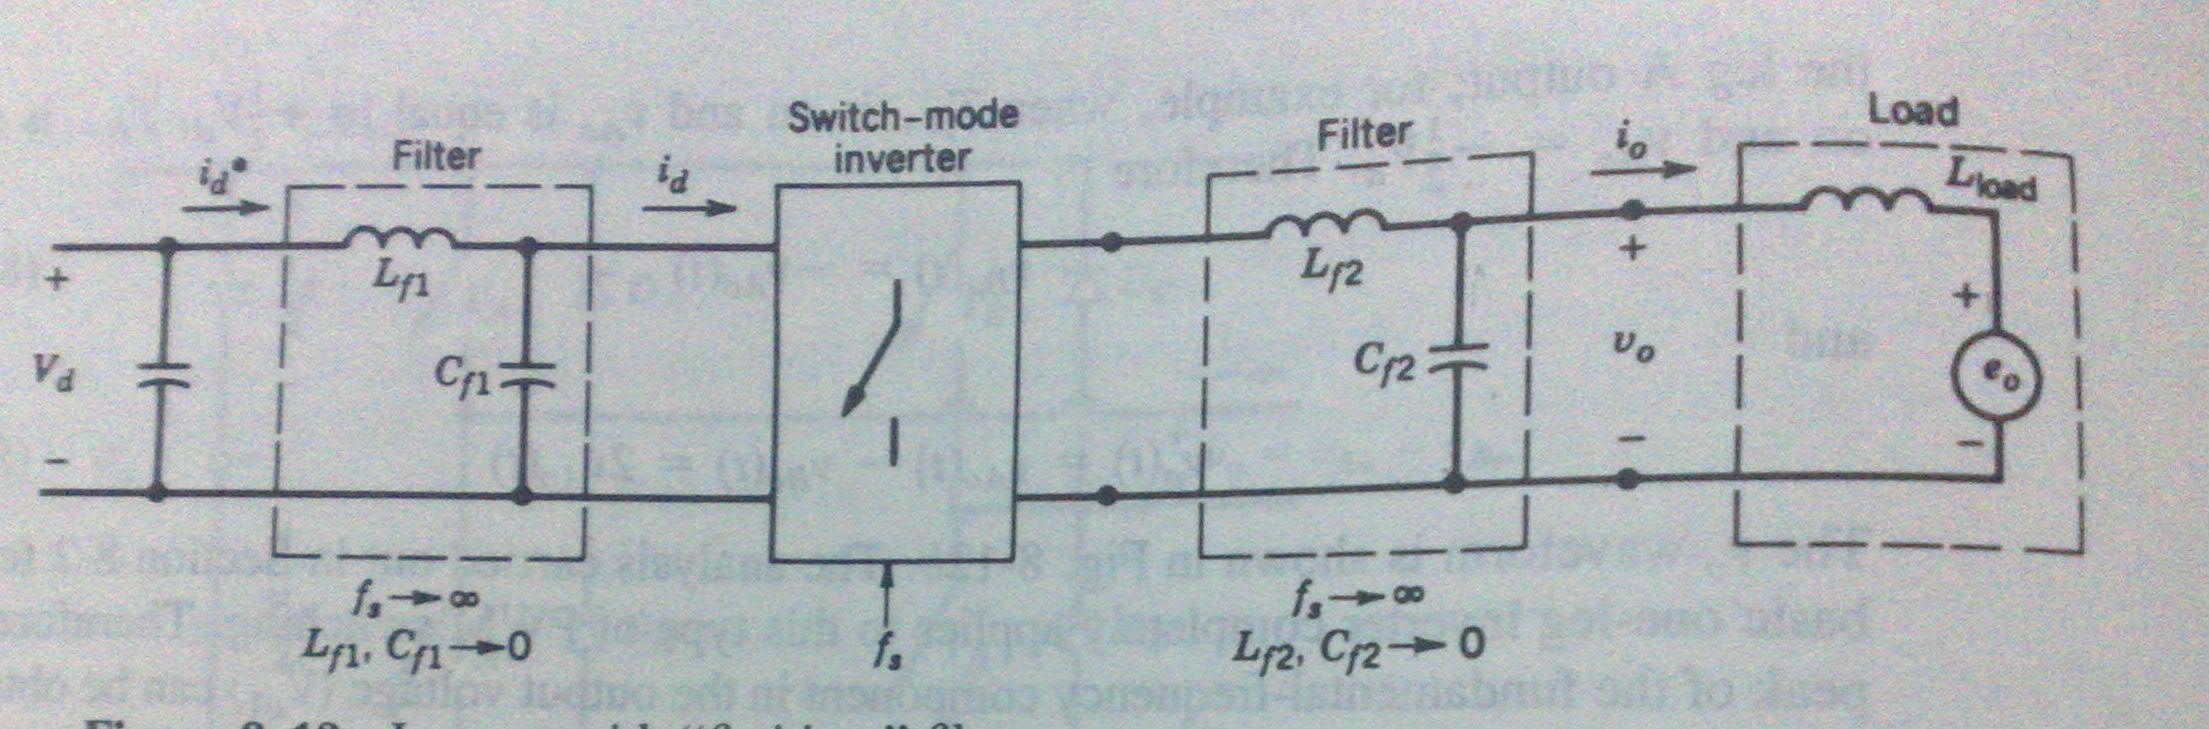 Switch-mode
inverter
Filter
Filter
Load
i_d*
i_d
i_o
L_load
L_f1
L_f2
+
+
+
V_d
C_f1
C_f2
v_o
e_o
−
−
−
f_s → ∞
L_f1, C_f1 → 0
f_s
f_s → ∞
L_f2, C_f2 → 0